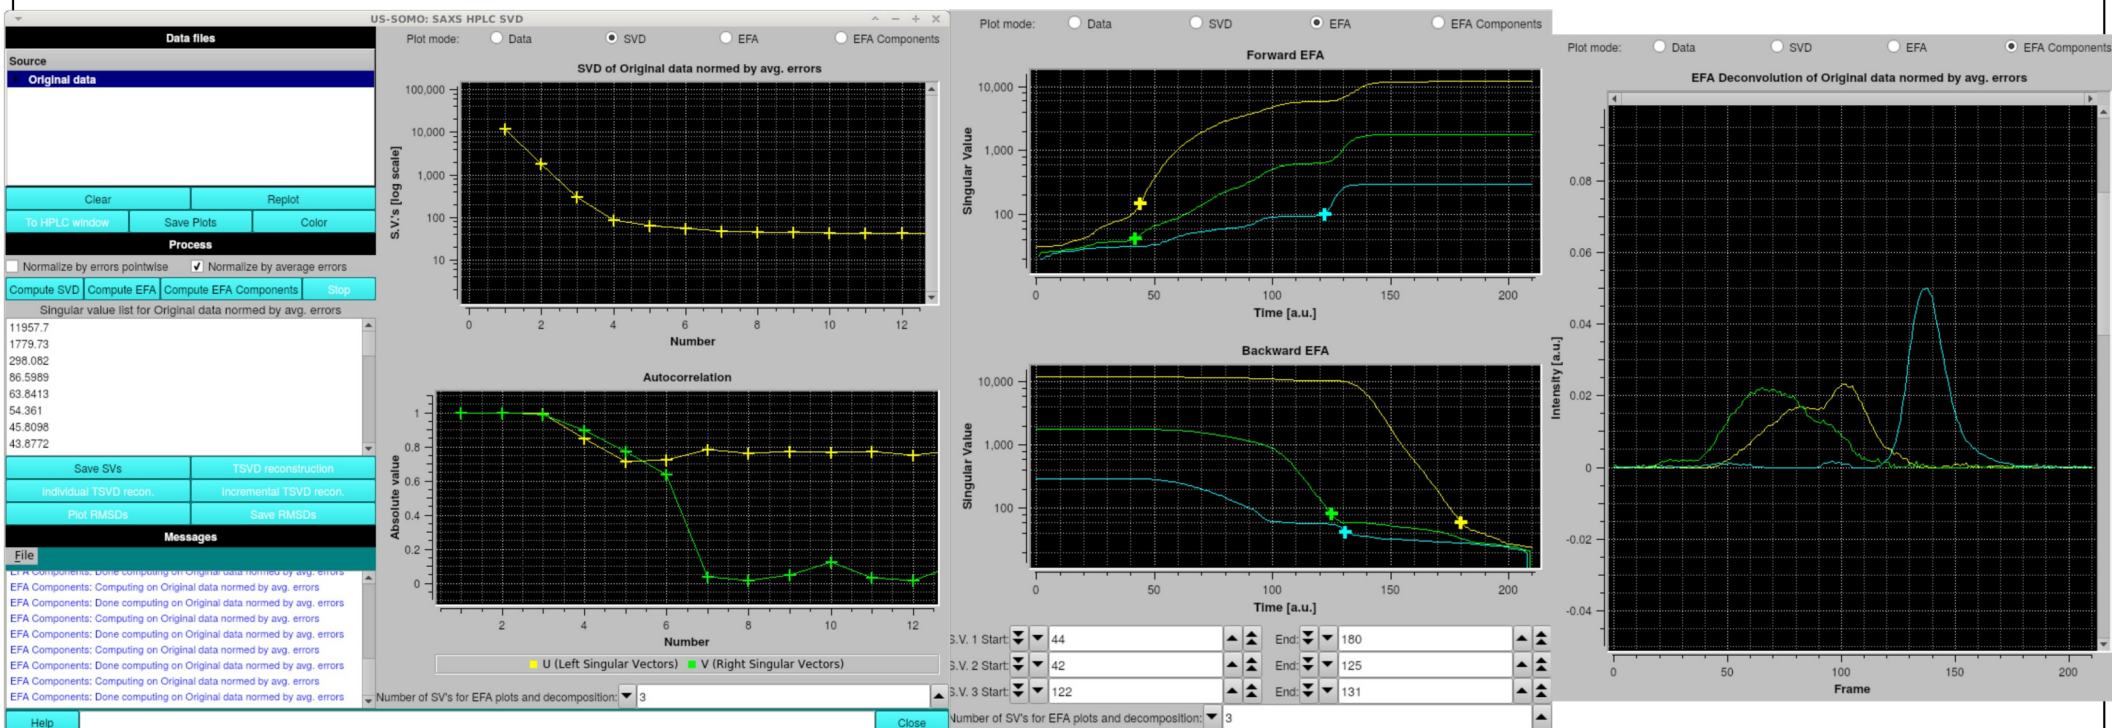 US-SOMO: SAXS HPLC SVD
Data files
Source
Original data
Clear Replot
To HPLC window Save Plots Color
Process
Normalize by errors pointwise Normalize by average errors
Compute SVD Compute EFA Compute EFA Components Stop
Singular value list for Original data normed by avg. errors
11957.7
1779.73
298.082
86.5989
63.8413
54.361
45.8098
43.8772
Save SVs TSVD reconstruction
Individual TSVD recon. Incremental TSVD recon.
Plot RMSDs Save RMSDs
Messages
File
EFA Components: Done computing on Original data normed by avg. errors
EFA Components: Computing on Original data normed by avg. errors
EFA Components: Done computing on Original data normed by avg. errors
EFA Components: Computing on Original data normed by avg. errors
EFA Components: Done computing on Original data normed by avg. errors
EFA Components: Computing on Original data normed by avg. errors
EFA Components: Done computing on Original data normed by avg. errors
EFA Components: Computing on Original data normed by avg. errors
EFA Components: Done computing on Original data normed by avg. errors
Help Close
Plot mode: Data SVD EFA EFA Components
SVD of Original data normed by avg. errors
S.V.'s [log scale]
100,000
10,000
1,000
100
10
0 2 4 6 8 10 12
Number
Autocorrelation
Absolute value
1
0.8
0.6
0.4
0.2
0
2 4 6 8 10 12
Number
U (Left Singular Vectors) V (Right Singular Vectors)
Number of SV's for EFA plots and decomposition: 3
Plot mode: Data SVD EFA EFA Components
Forward EFA
Singular Value
10,000
1,000
100
0 50 100 150 200
Time [a.u.]
Backward EFA
Singular Value
10,000
1,000
100
0 50 100 150 200
Time [a.u.]
S.V. 1 Start: 44 End: 180
S.V. 2 Start: 42 End: 125
S.V. 3 Start: 122 End: 131
Number of SV's for EFA plots and decomposition: 3
Plot mode: Data SVD EFA EFA Components
EFA Deconvolution of Original data normed by avg. errors
Intensity [a.u.]
0.08
0.06
0.04
0.02
0
-0.02
-0.04
0 50 100 150 200
Frame